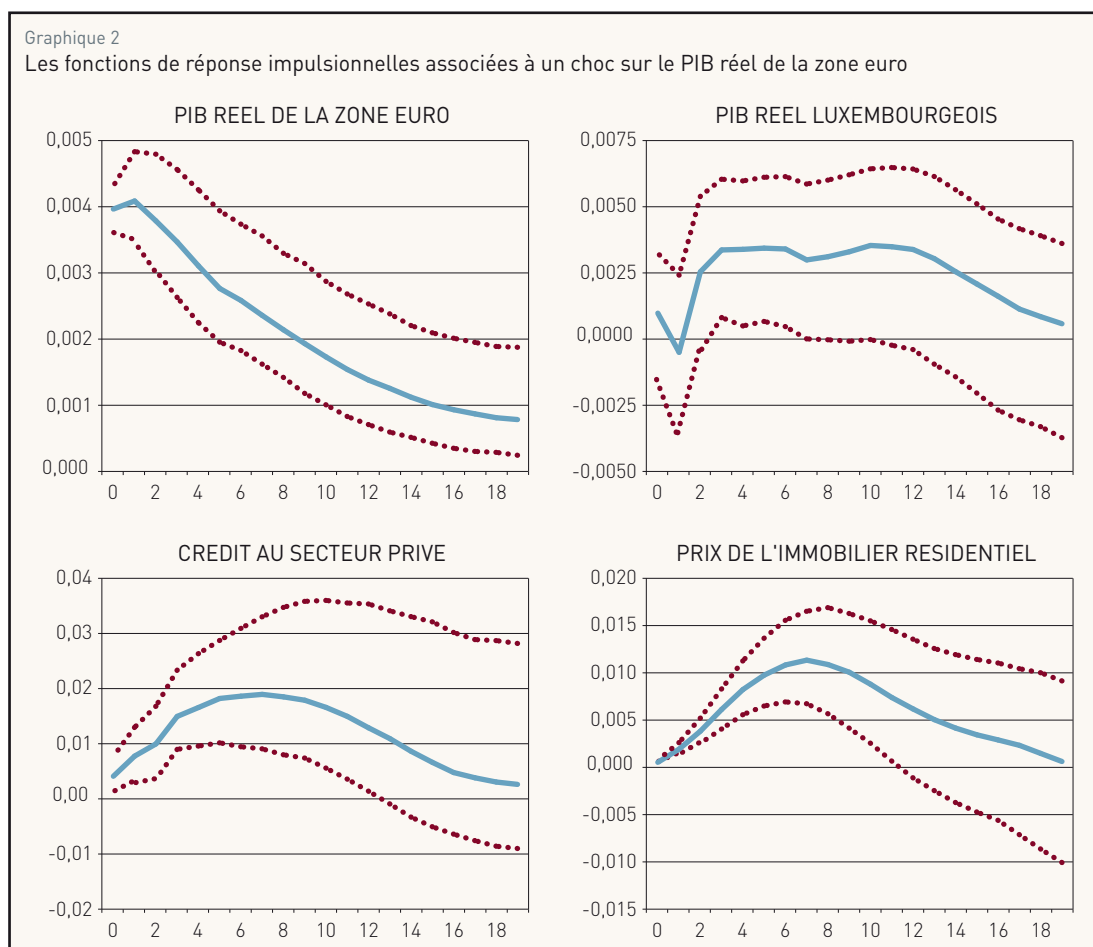 Graphique 2
Les fonctions de réponse impulsionnelles associées à un choc sur le PIB réel de la zone euro
PIB REEL DE LA ZONE EURO
0,005
0,004
0,003
0,002
0,001
0,000
0 2 4 6 8 10 12 14 16 18
PIB REEL LUXEMBOURGEOIS
0,0075
0,0050
0,0025
0,0000
-0,0025
-0,0050
0 2 4 6 8 10 12 14 16 18
CREDIT AU SECTEUR PRIVE
0,04
0,03
0,02
0,01
0,00
-0,01
-0,02
0 2 4 6 8 10 12 14 16 18
PRIX DE L'IMMOBILIER RESIDENTIEL
0,020
0,015
0,010
0,005
0,000
-0,005
-0,010
-0,015
0 2 4 6 8 10 12 14 16 18